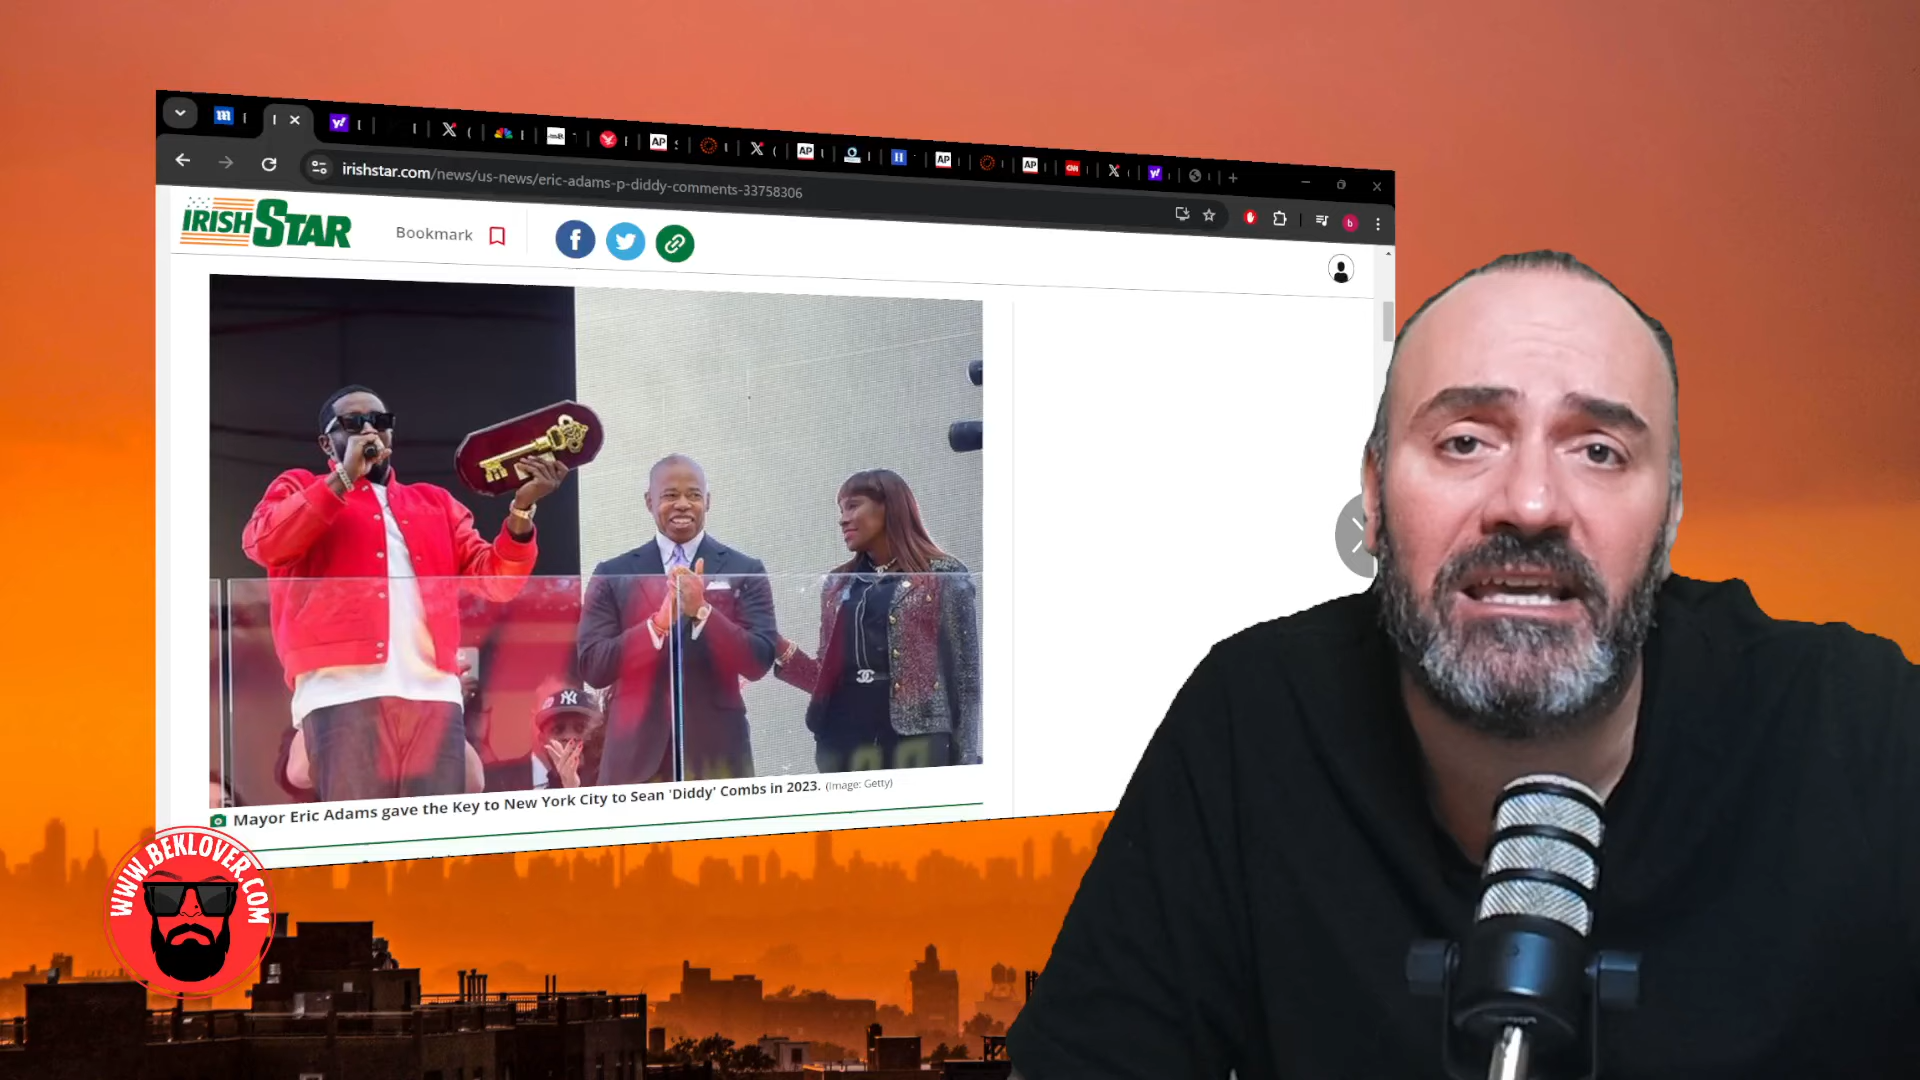 irishstar.com/news/us-news/eric-adams-p-diddy-comments-33758306
IRISH STAR
Bookmark
NY
Mayor Eric Adams gave the Key to New York City to Sean 'Diddy' Combs in 2023. (Image: Getty)
WWW.BEKLOVER.COM